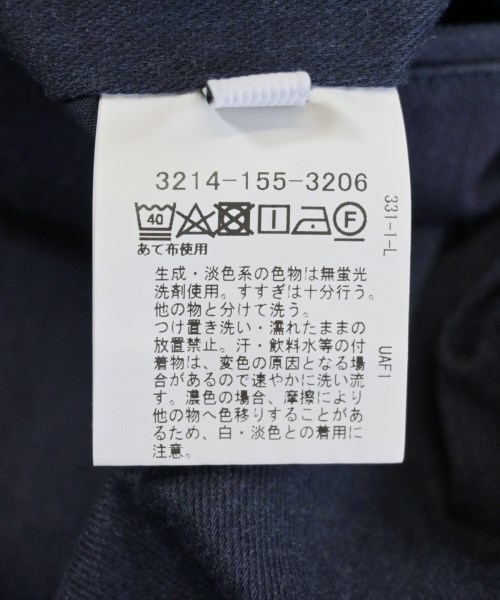 3214-155-3206
40 F
あて布使用
生成・淡色系の色物は無蛍光
洗剤使用。すすぎは十分行う。
他の物と分けて洗う。
つけ置き洗い・濡れたままの
放置禁止。汗・飲料水等の付
着物は、変色の原因となる場
合があるので速やかに洗い流
す。濃色の場合、摩擦により
他の物へ色移りすることがあ
るため、白・淡色との着用に
注意。
331-1-L
UAF1